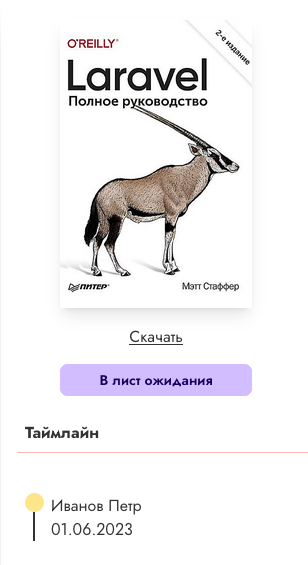 O'REILLY®
2-е издание
Laravel
Полное руководство
ПИТЕР®
Мэтт Стаффер
Скачать
В лист ожидания
Таймлайн
Иванов Петр
01.06.2023